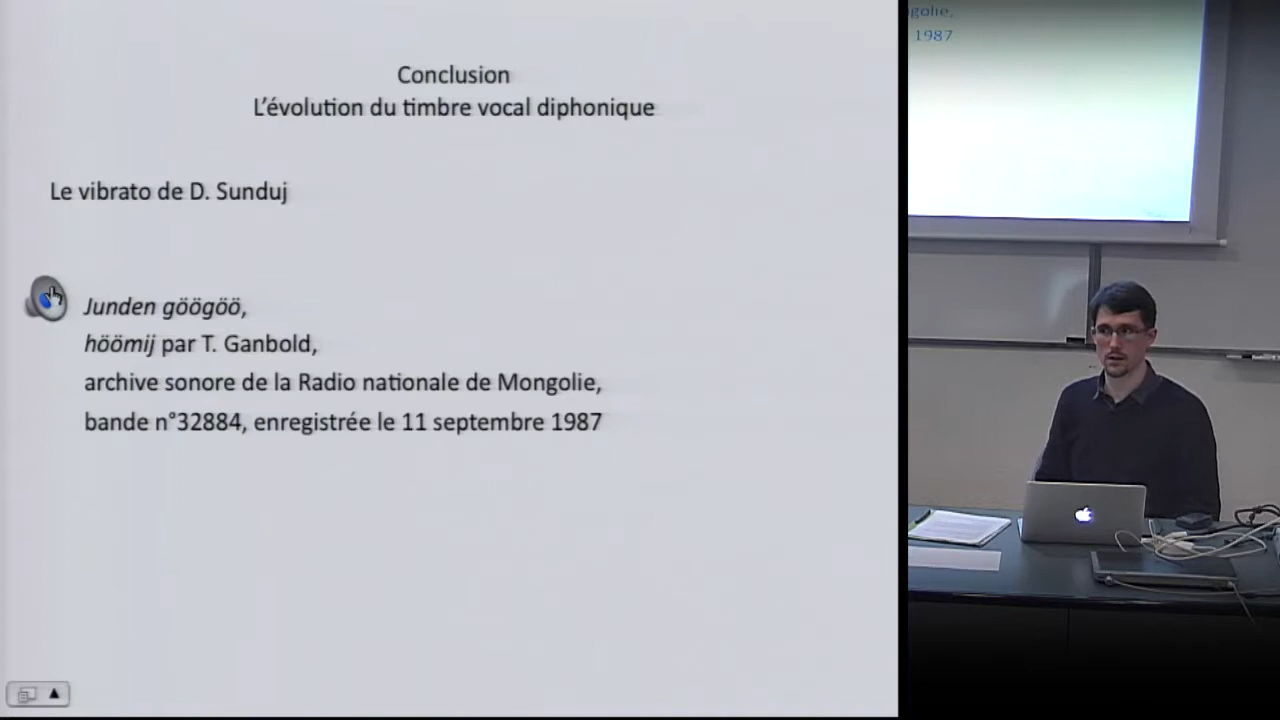 Conclusion
L'évolution du timbre vocal diphonique
Le vibrato de D. Sunduj
Junden göögöö,
höömij par T. Ganbold,
archive sonore de la Radio nationale de Mongolie,
bande n°32884, enregistrée le 11 septembre 1987
golie,
1987